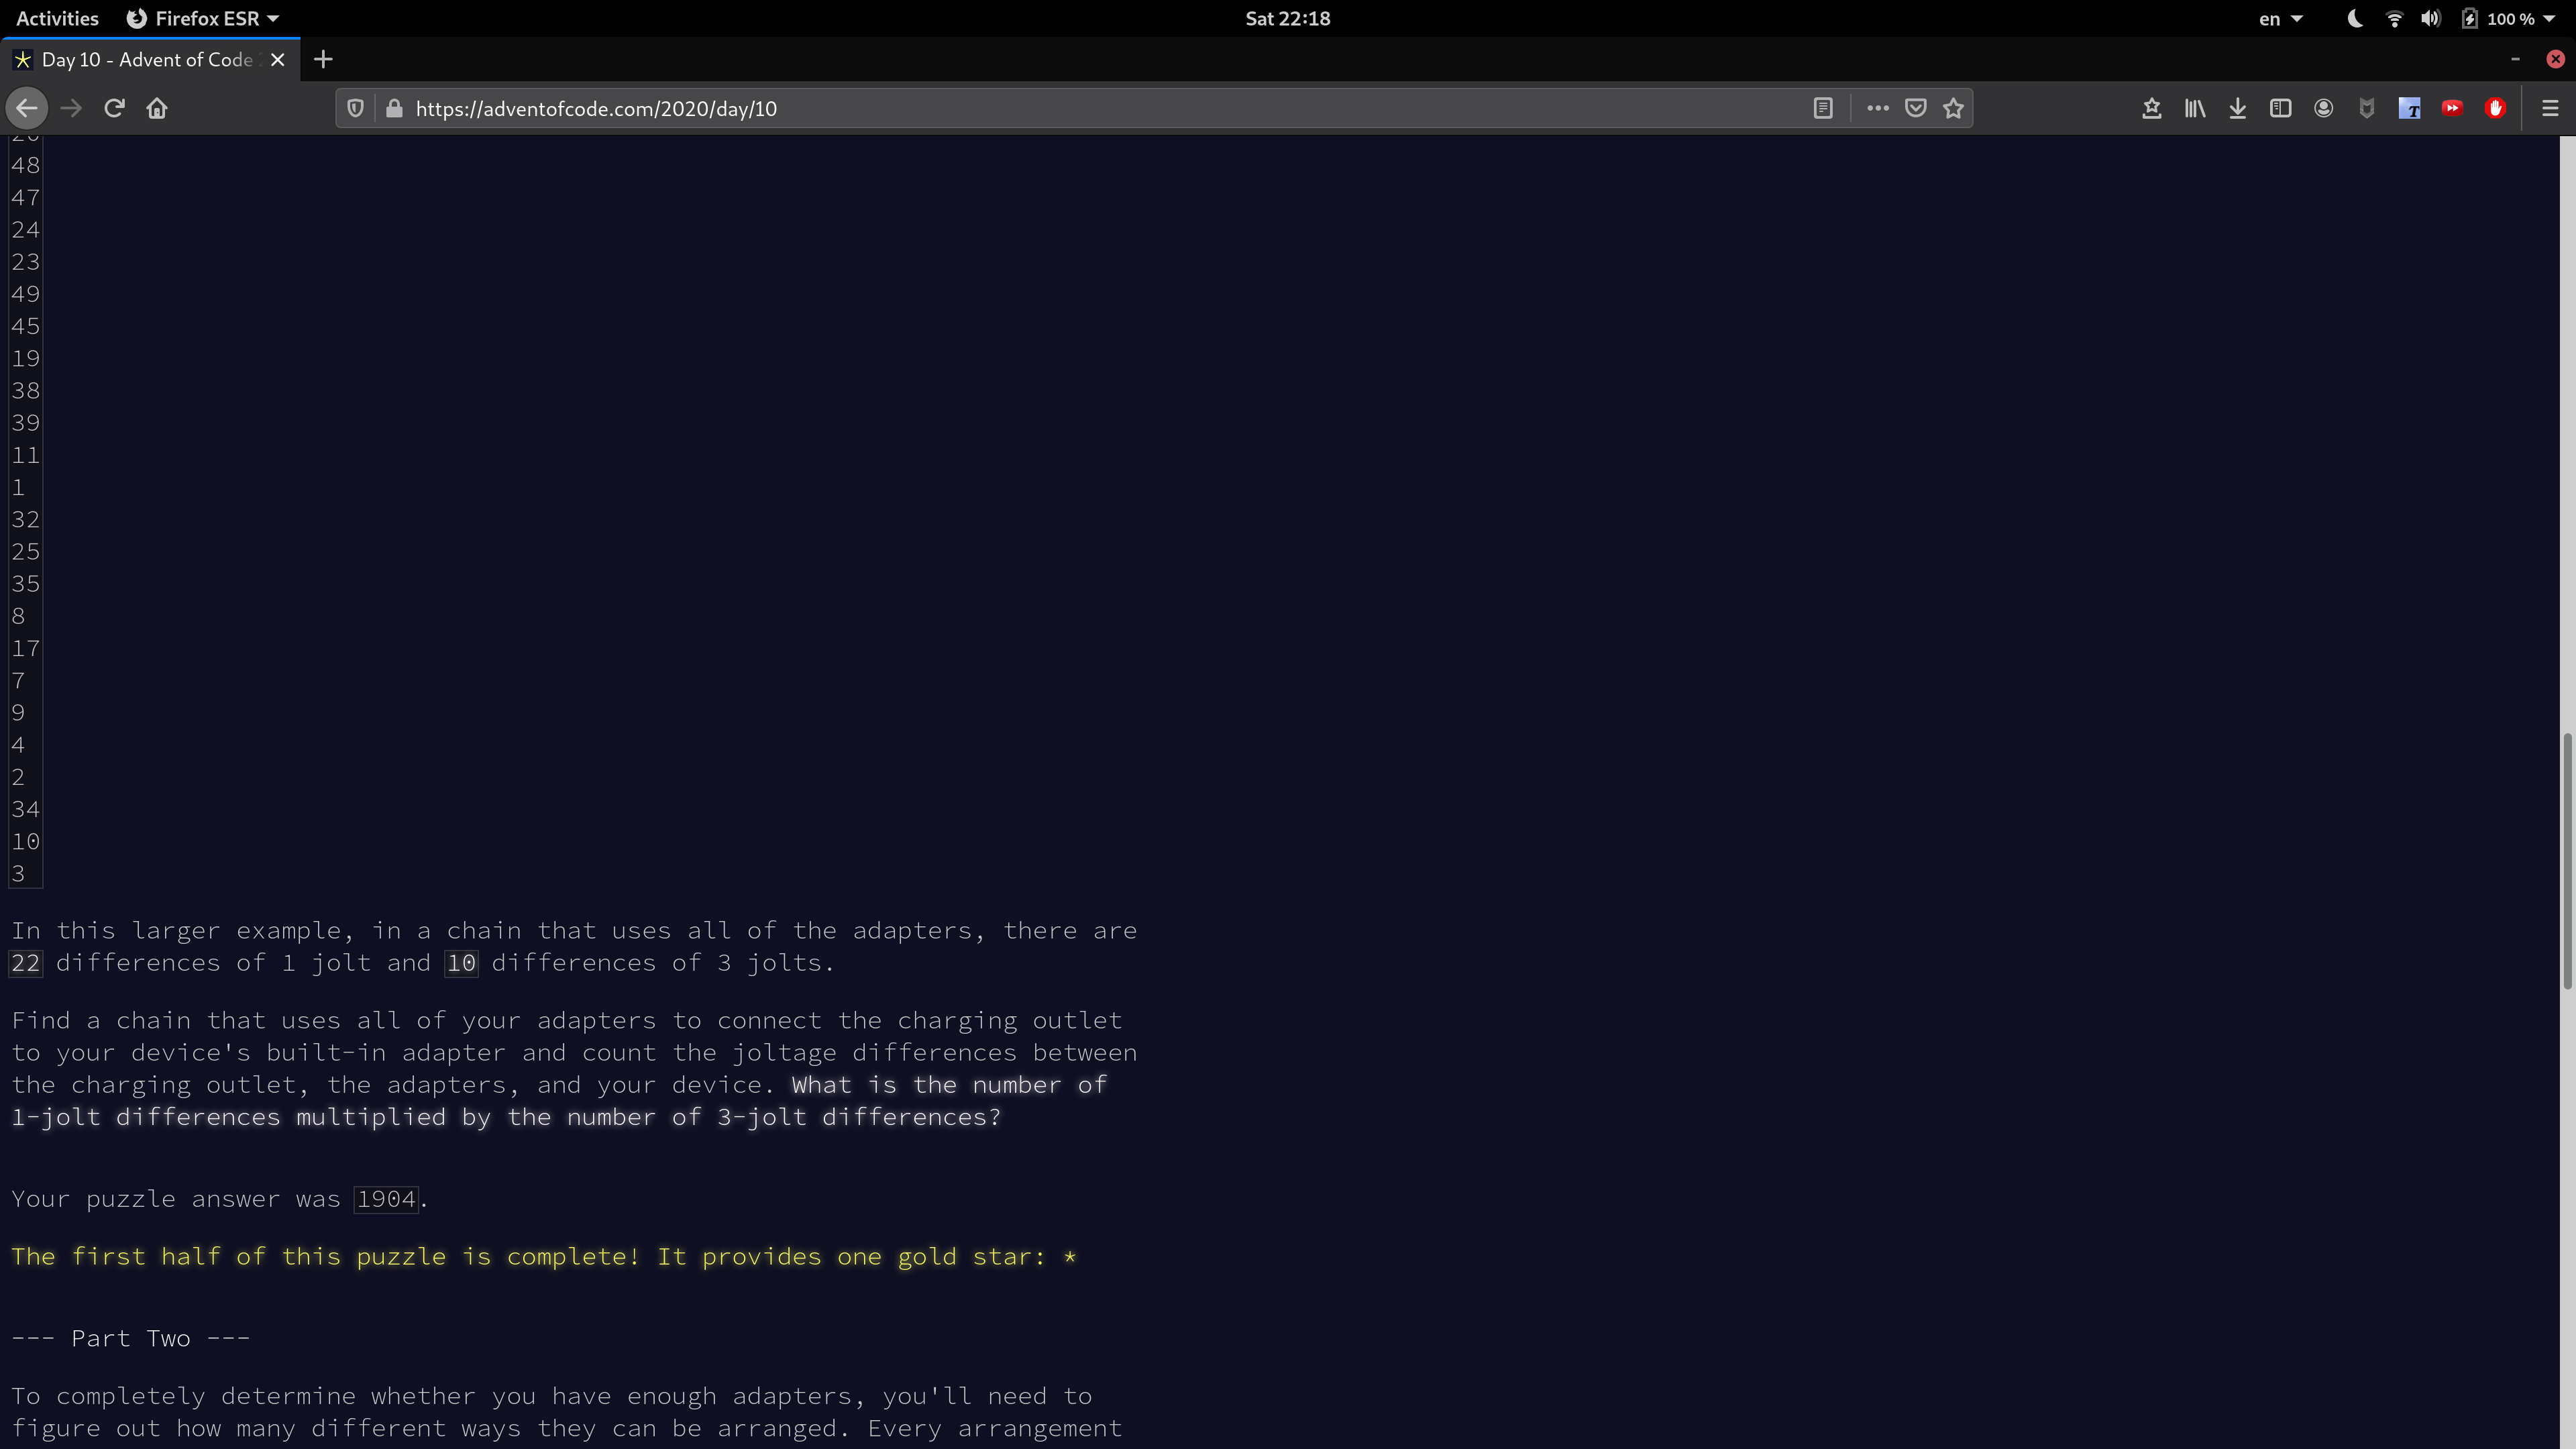 Activities
Firefox ESR
Sat 22:18
en
100 %
Day 10 - Advent of Code
https://adventofcode.com/2020/day/10
48
47
24
23
49
45
19
38
39
11
1
32
25
35
8
17
7
9
4
2
34
10
3
In this larger example, in a chain that uses all of the adapters, there are
22 differences of 1 jolt and 10 differences of 3 jolts.
Find a chain that uses all of your adapters to connect the charging outlet
to your device's built-in adapter and count the joltage differences between
the charging outlet, the adapters, and your device. What is the number of
1-jolt differences multiplied by the number of 3-jolt differences?
Your puzzle answer was 1904.
The first half of this puzzle is complete! It provides one gold star: *
--- Part Two ---
To completely determine whether you have enough adapters, you'll need to
figure out how many different ways they can be arranged. Every arrangement